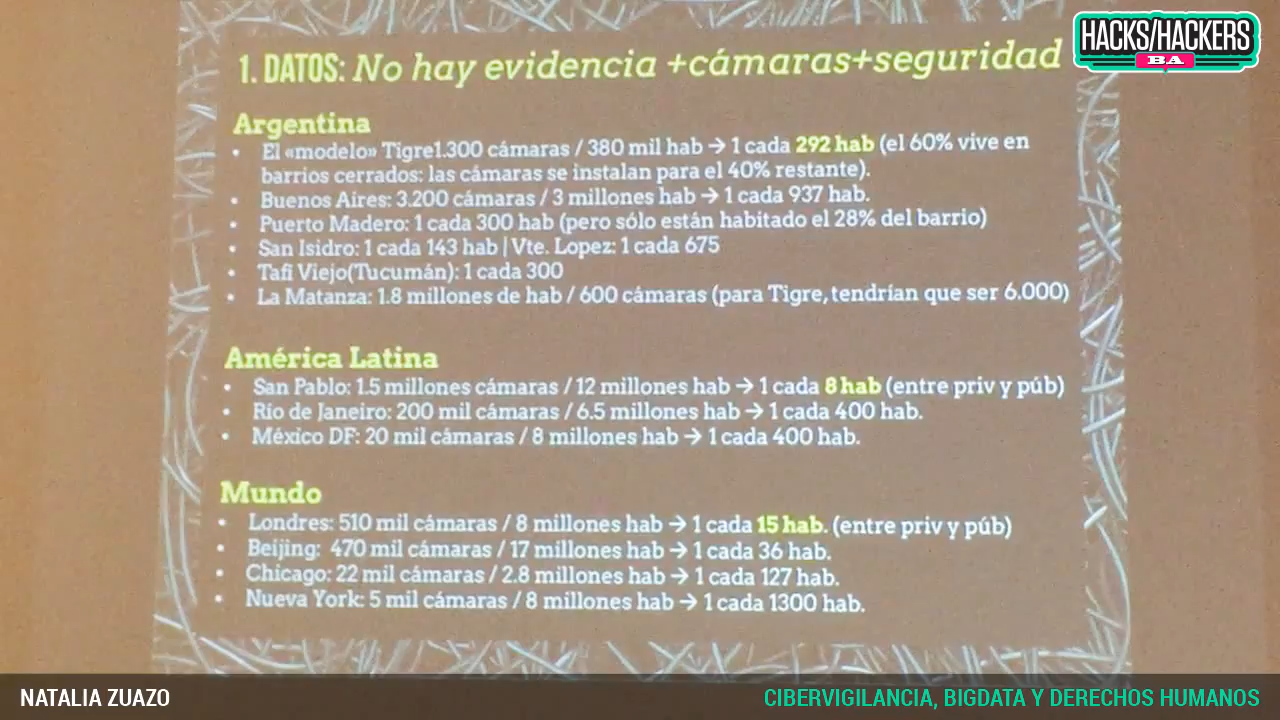 HACKS/HACKERS
BA
1. DATOS: No hay evidencia +cámaras+seguridad
Argentina
• El «modelo» Tigre1.300 cámaras / 380 mil hab → 1 cada 292 hab (el 60% vive en
barrios cerrados: las cámaras se instalan para el 40% restante).
• Buenos Aires: 3.200 cámaras / 3 millones hab → 1 cada 937 hab.
• Puerto Madero: 1 cada 300 hab (pero sólo están habitado el 28% del barrio)
• San Isidro: 1 cada 143 hab | Vte. Lopez: 1 cada 675
• Tafí Viejo(Tucumán): 1 cada 300
• La Matanza: 1.8 millones de hab / 600 cámaras (para Tigre, tendrían que ser 6.000)
América Latina
• San Pablo: 1.5 millones cámaras / 12 millones hab → 1 cada 8 hab (entre priv y púb)
• Río de Janeiro: 200 mil cámaras / 6.5 millones hab → 1 cada 400 hab.
• México DF: 20 mil cámaras / 8 millones hab → 1 cada 400 hab.
Mundo
• Londres: 510 mil cámaras / 8 millones hab → 1 cada 15 hab. (entre priv y púb)
• Beijing: 470 mil cámaras / 17 millones hab → 1 cada 36 hab.
• Chicago: 22 mil cámaras / 2.8 millones hab → 1 cada 127 hab.
• Nueva York: 5 mil cámaras / 8 millones hab → 1 cada 1300 hab.
NATALIA ZUAZO
CIBERVIGILANCIA, BIGDATA Y DERECHOS HUMANOS